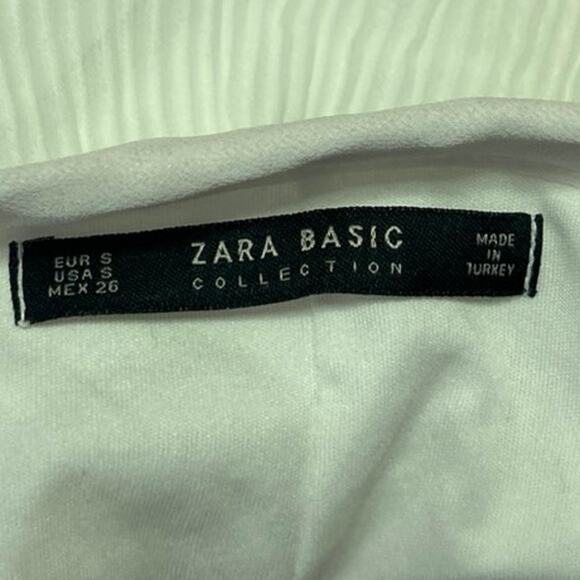 EUR S
USA S
MEX 26
ZARA BASIC
COLLECTION
MADE
IN
TURKEY